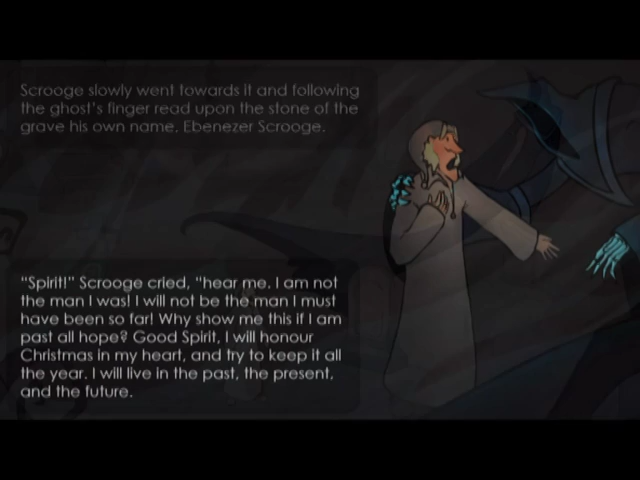 Scrooge slowly went towards it and following
the ghost's finger read upon the stone of the
grave his own name, Ebenezer Scrooge.
"Spirit!" Scrooge cried, "hear me. I am not
the man I was! I will not be the man I must
have been so far! Why show me this if I am
past all hope? Good Spirit, I will honour
Christmas in my heart, and try to keep it all
the year. I will live in the past, the present,
and the future.